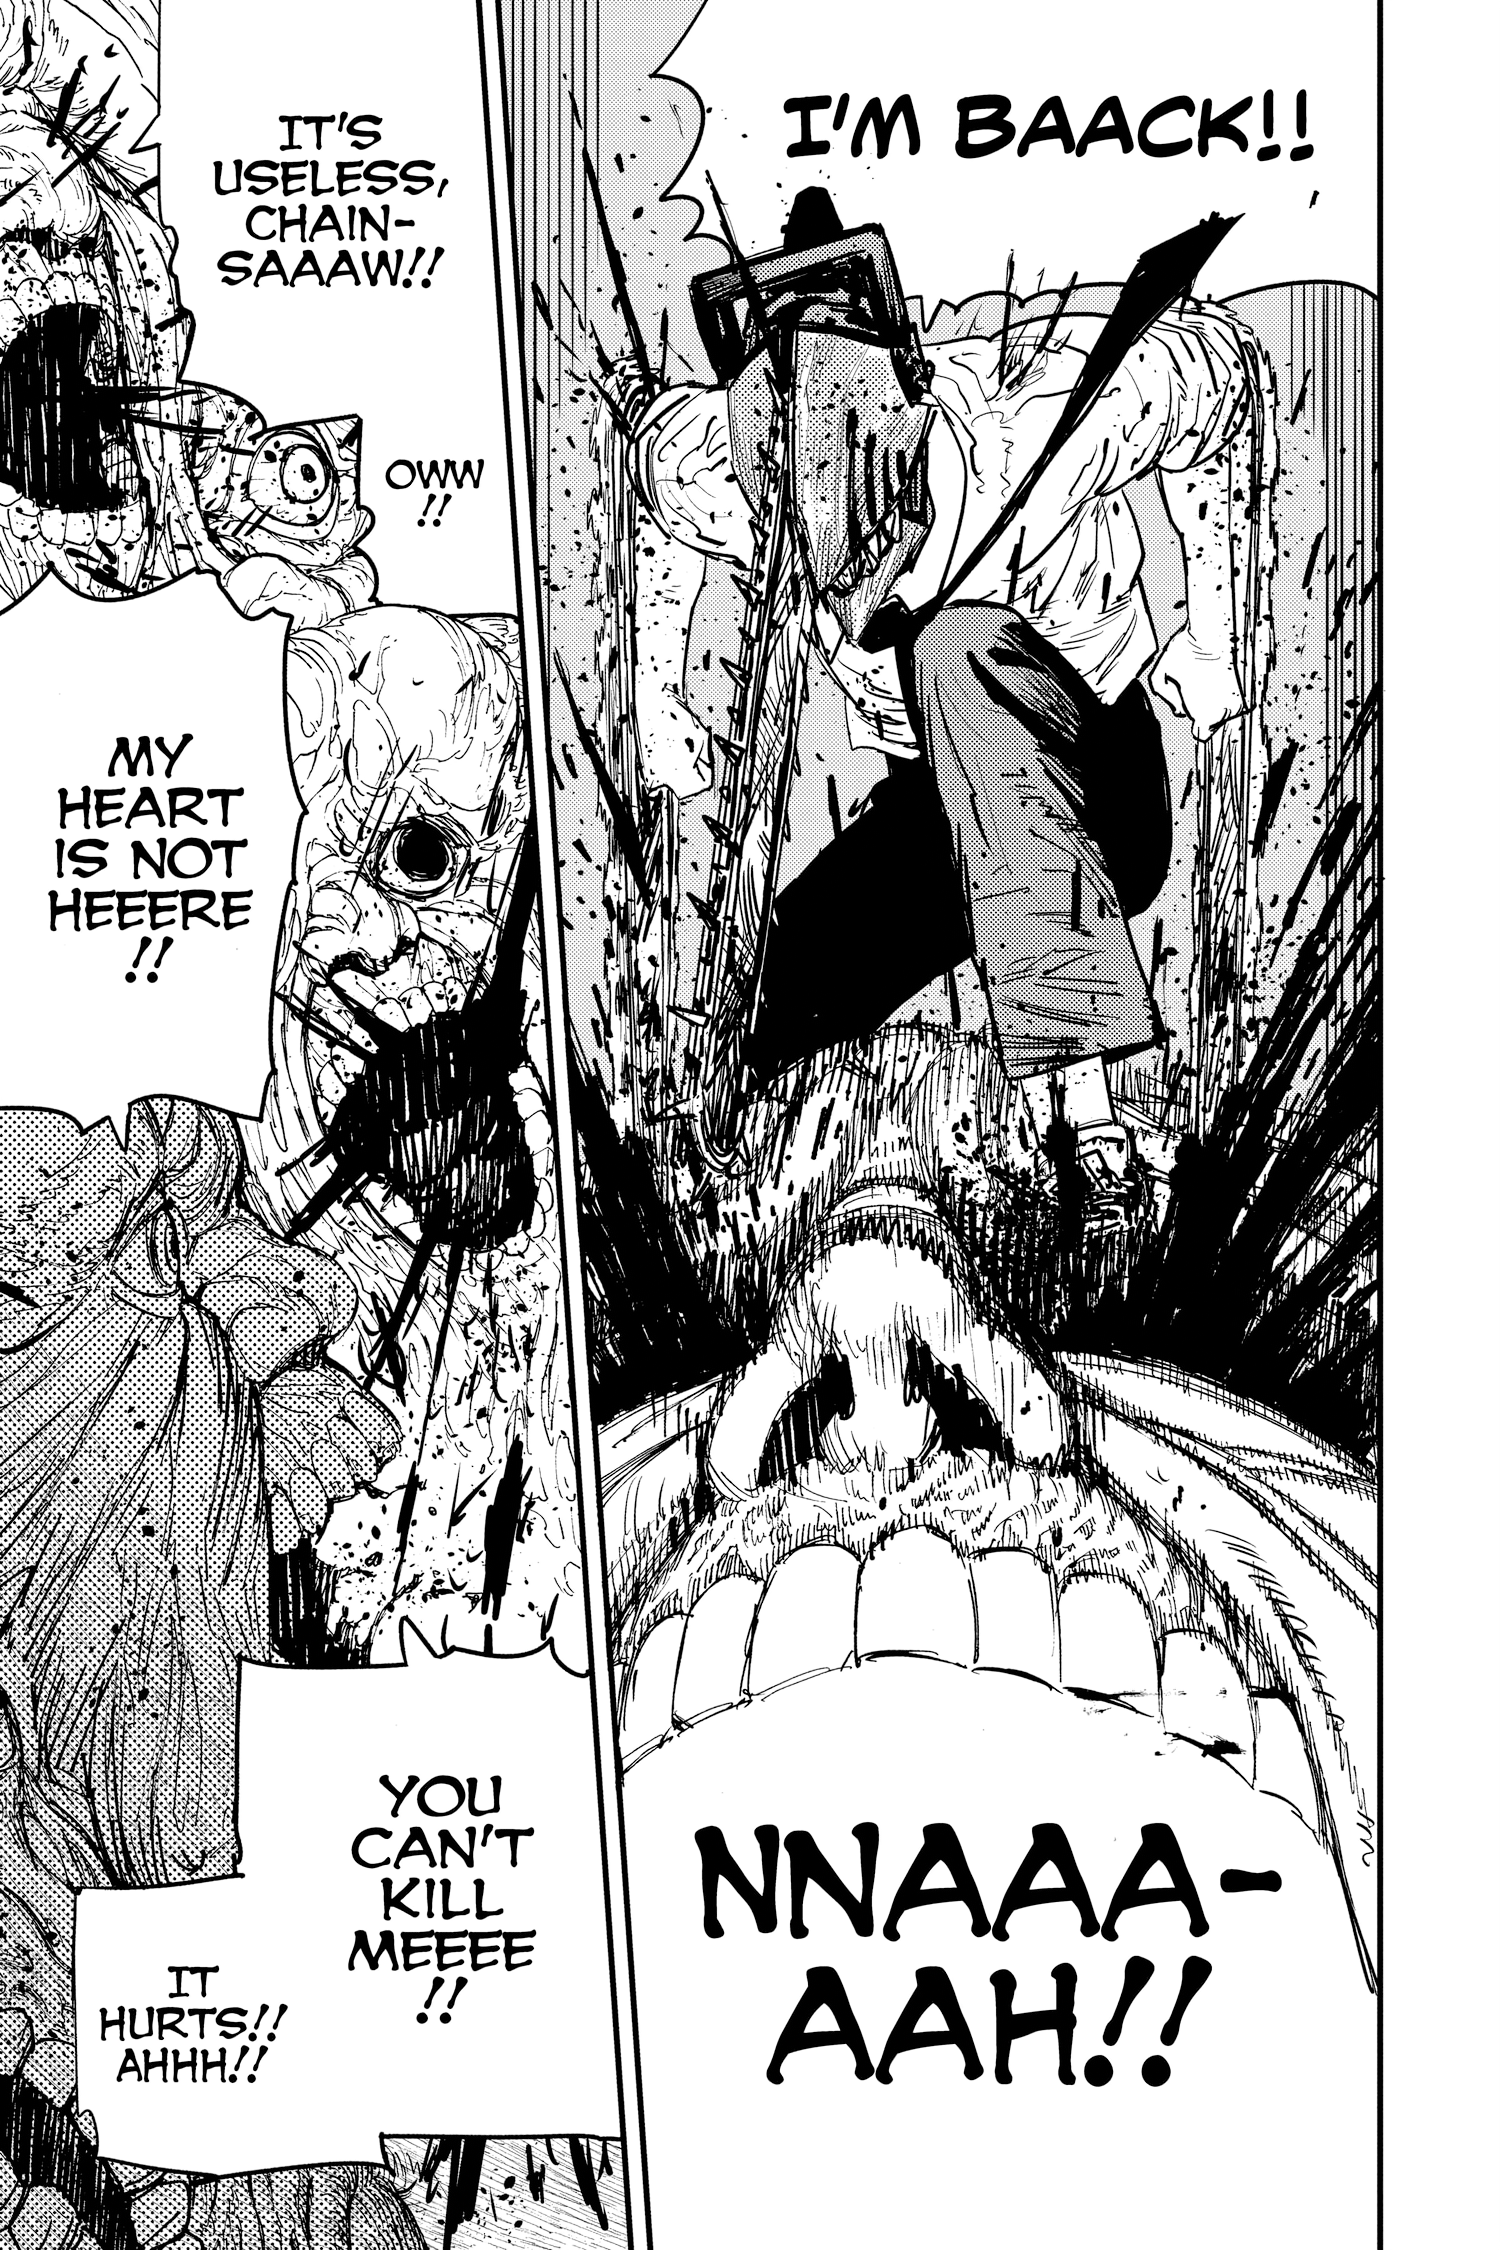 I'M BAACK!!
NNAAA-
AAH!!
IT'S
USELESS,
CHAIN-
SAAAW!!
OWW
!!
MY
HEART
IS NOT
HEEERE
!!
YOU
CAN'T
KILL
MEEEE
!!
IT
HURTS!!
AHHH!!